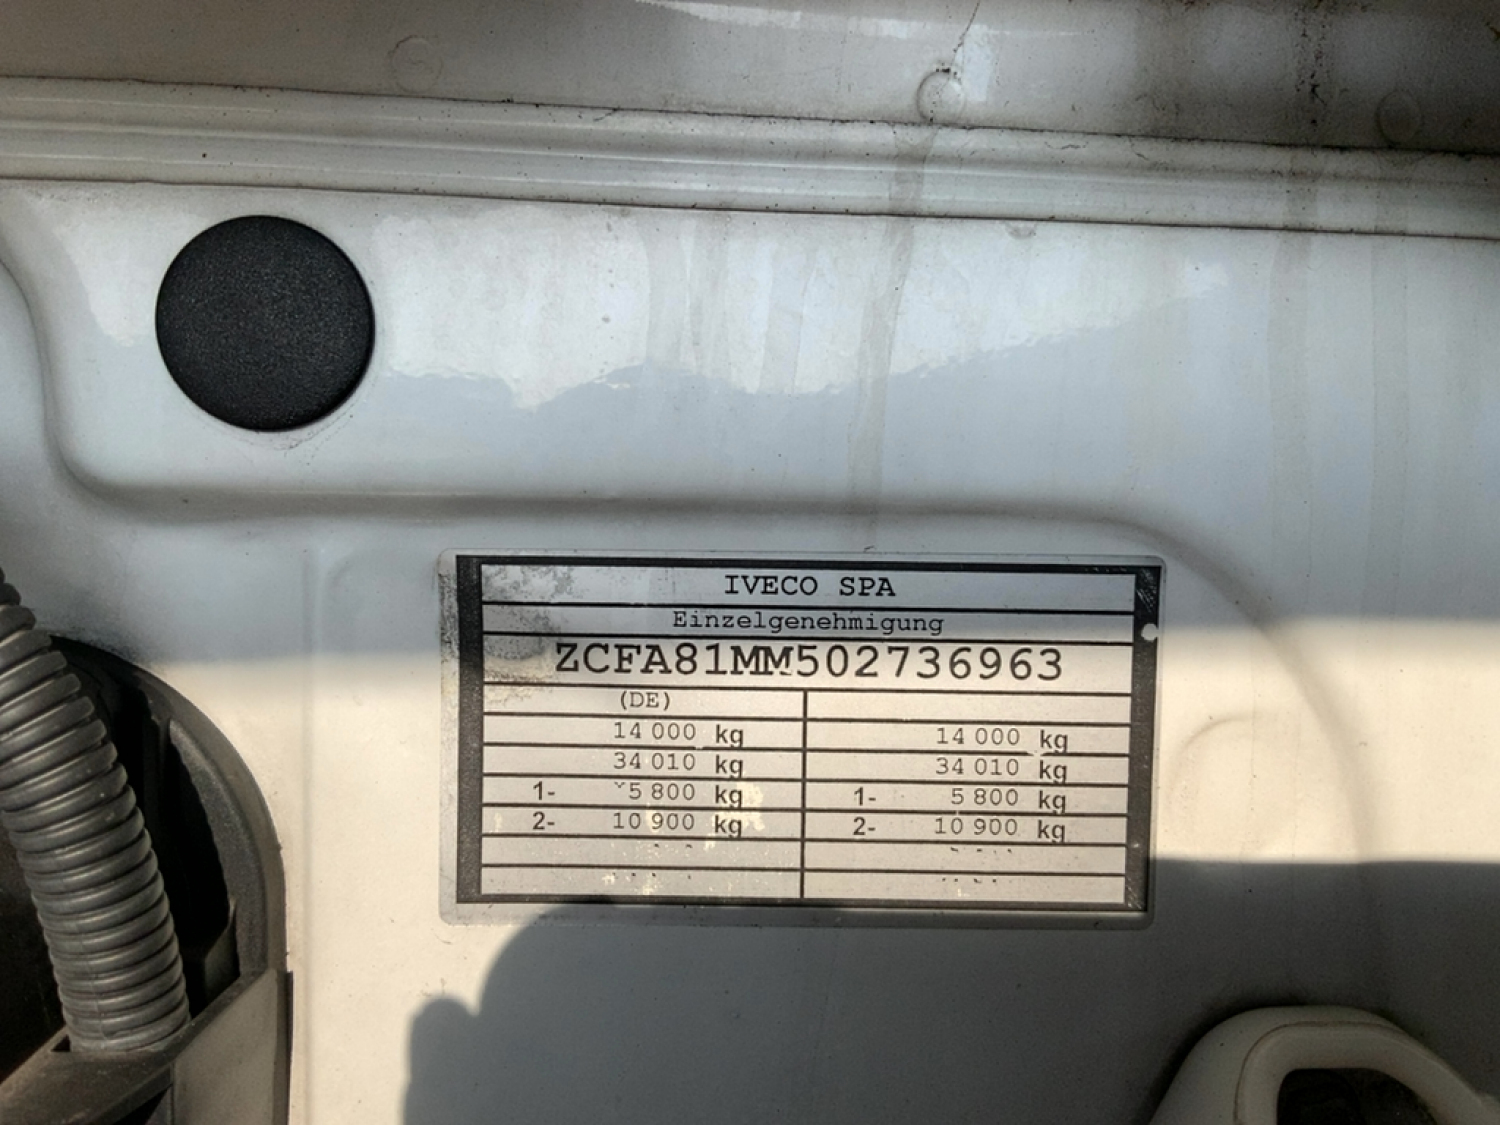 IVECO SPA
Einzelgenehmigung
ZCFA81MM502736963
(DE)
14 000 kg 14 000 kg
34 010 kg 34 010 kg
1- 5 800 kg 1- 5 800 kg
2- 10 900 kg 2- 10 900 kg